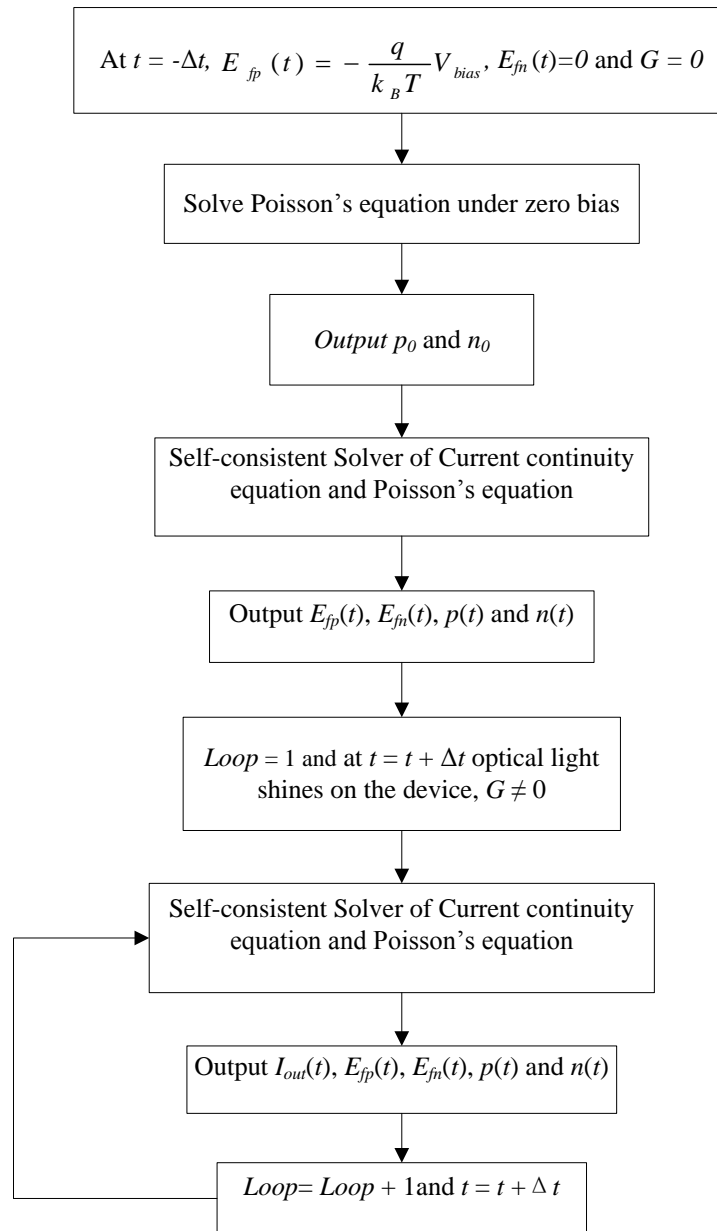 At t = -Δt, E_fp (t) = − q/(k_B T) V_bias, E_fn(t)=0 and G = 0
Solve Poisson’s equation under zero bias
Output p_0 and n_0
Self-consistent Solver of Current continuity
equation and Poisson’s equation
Output E_fp(t), E_fn(t), p(t) and n(t)
Loop = 1 and at t = t + Δt optical light
shines on the device, G ≠ 0
Self-consistent Solver of Current continuity
equation and Poisson’s equation
Output I_out(t), E_fp(t), E_fn(t), p(t) and n(t)
Loop= Loop + 1and t = t + Δ t